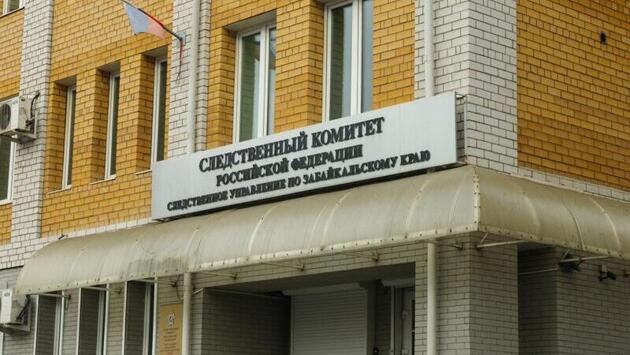 СЛЕДСТВЕННЫЙ КОМИТЕТ
РОССИЙСКОЙ ФЕДЕРАЦИИ
СЛЕДСТВЕННОЕ УПРАВЛЕНИЕ ПО ЗАБАЙКАЛЬСКОМУ КРАЮ